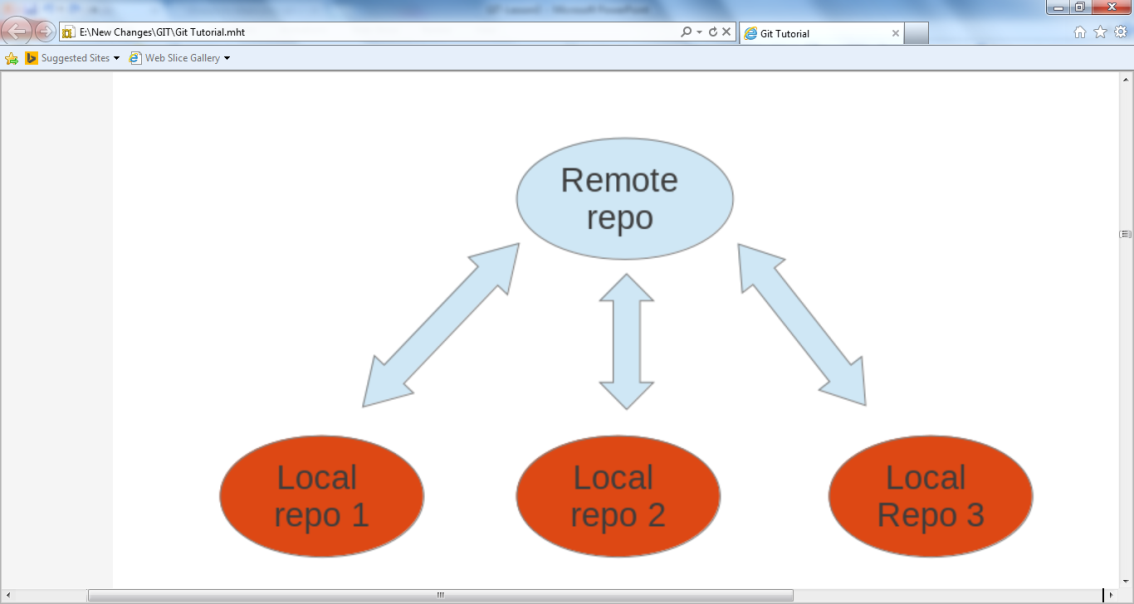 E:\New Changes\GIT\Git Tutorial.mht
Git Tutorial
Suggested Sites
Web Slice Gallery
Remote
repo
Local
repo 1
Local
repo 2
Local
Repo 3